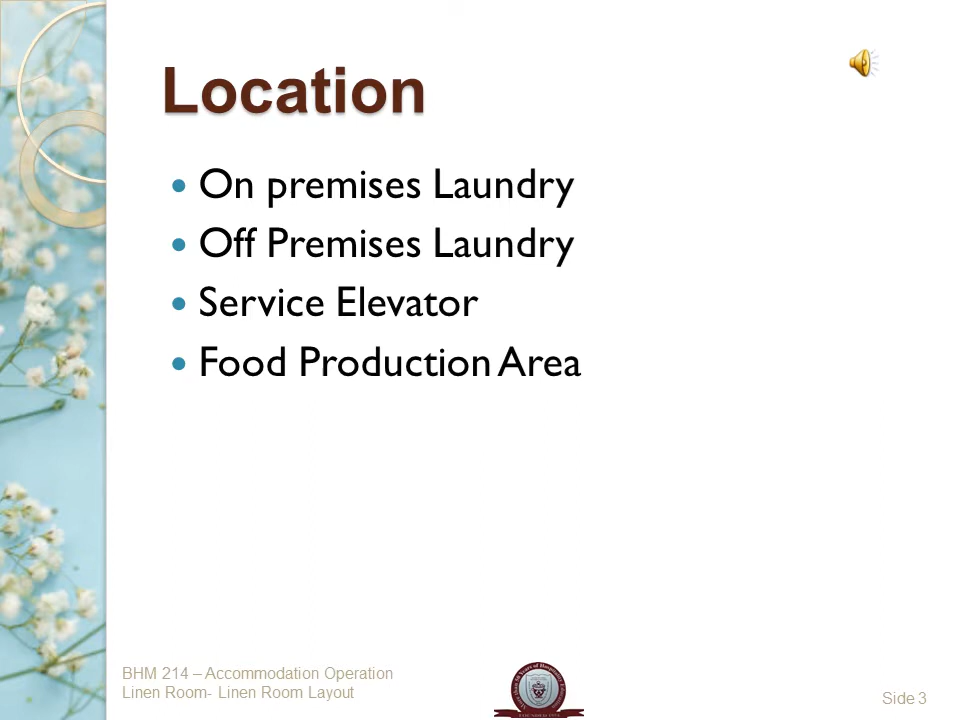 Location
On premises Laundry
Off Premises Laundry
Service Elevator
Food Production Area
BHM 214 – Accommodation Operation
Linen Room- Linen Room Layout
Side 3